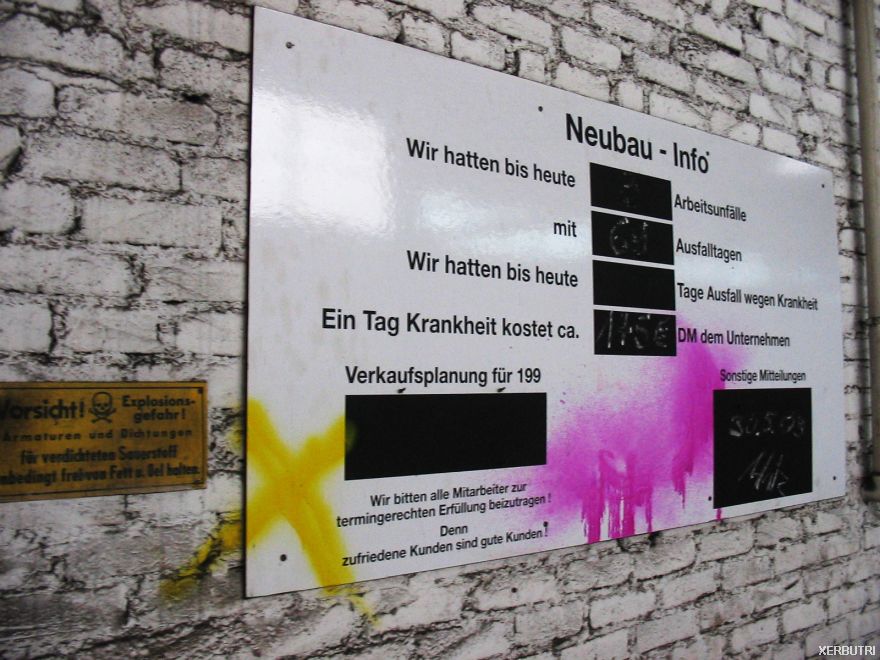 Neubau - Info
Wir hatten bis heute
Arbeitsunfälle
mit
Ausfalltagen
Wir hatten bis heute
Tage Ausfall wegen Krankheit
Ein Tag Krankheit kostet ca.
DM dem Unternehmen
Verkaufsplanung für 199
Sonstige Mitteilungen
Wir bitten alle Mitarbeiter zur
termingerechten Erfüllung beizutragen !
Denn
zufriedene Kunden sind gute Kunden !
Vorsicht! Explosions-
gefahr!
Armaturen und Dichtungen
für verdichteten Sauerstoff
unbedingt frei von Fett u. Oel halten.
XERBUTRI